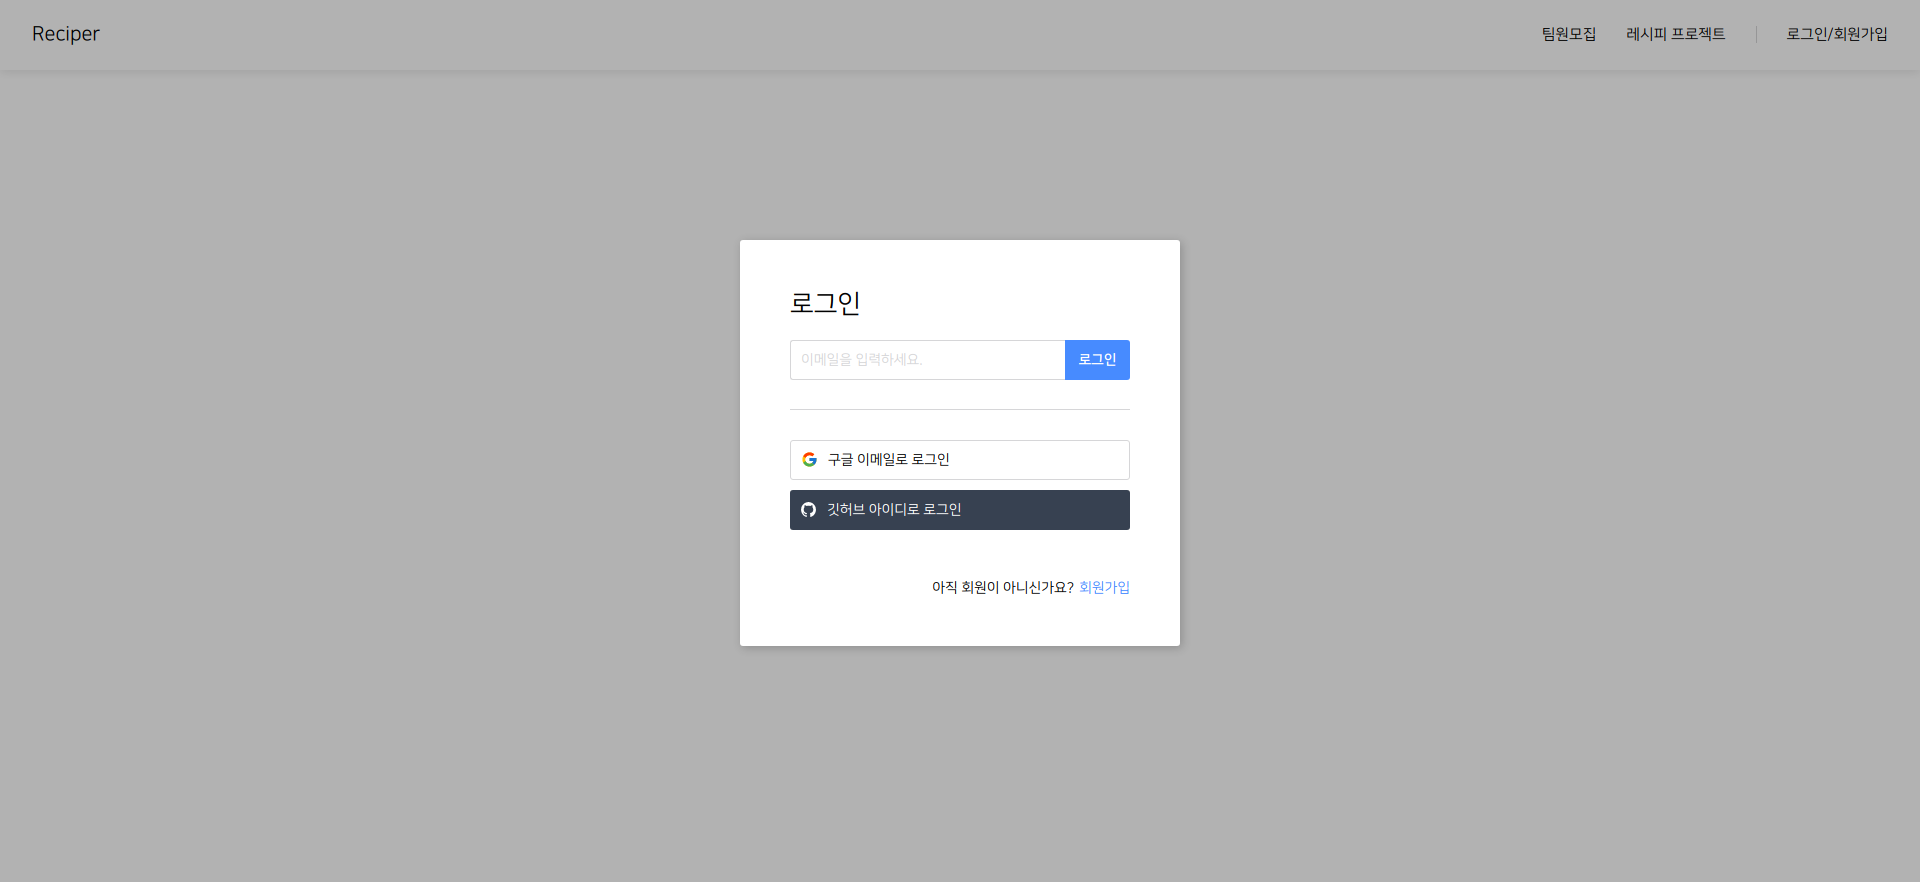 Reciper
팀원모집 레시피 프로젝트 로그인/회원가입
로그인
이메일을 입력하세요. 로그인
구글 이메일로 로그인
깃허브 아이디로 로그인
아직 회원이 아니신가요? 회원가입